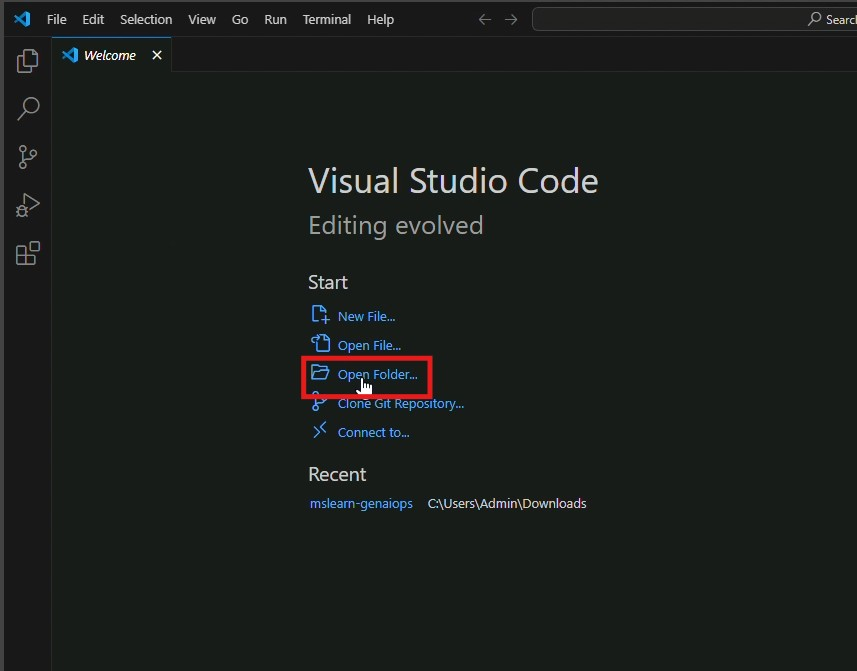 File Edit Selection View Go Run Terminal Help
Welcome
Visual Studio Code
Editing evolved
Start
New File...
Open File...
Open Folder...
Clone Git Repository...
Connect to...
Recent
mslearn-genaiops C:\Users\Admin\Downloads